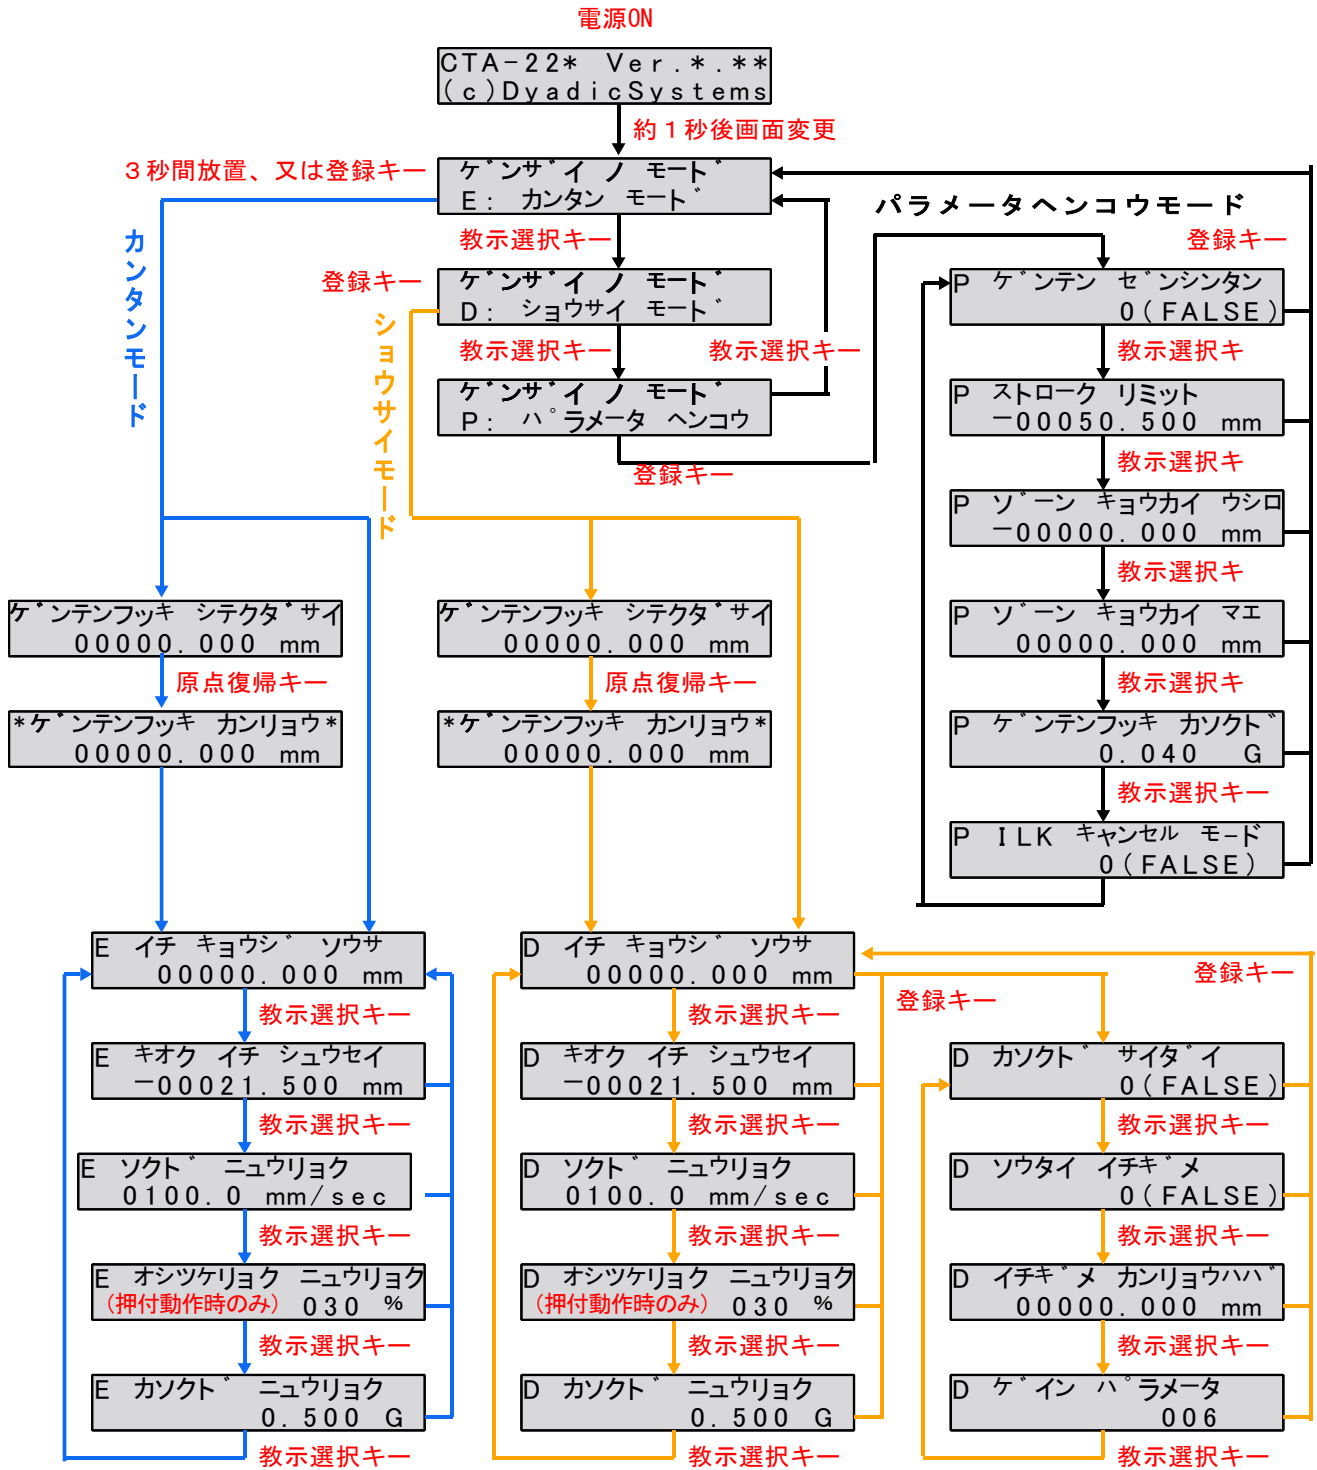 電源ON
CTA-22* Ver.*.**
(c)DyadicSystems
約1秒後画面変更
3秒間放置、又は登録キー
ゲンザイ ノ モード
E: カンタン モード
教示選択キー
登録キー
ゲンザイ ノ モード
D: ショウサイ モード
教示選択キー
教示選択キー
ゲンザイ ノ モード
P: パラメータ ヘンコウ
登録キー
カンタンモード
ショウサイモード
パラメータヘンコウモード
登録キー
P ゲンテン ゼンシンタン
0(FALSE)
教示選択キ
P ストローク リミット
-00050.500 mm
教示選択キ
P ゾーン キョウカイ ウシロ
-00000.000 mm
教示選択キ
P ゾーン キョウカイ マエ
00000.000 mm
教示選択キ
P ゲンテンフッキ カソクド
0.040 G
教示選択キー
P ILK キャンセル モード
0(FALSE)
ゲンテンフッキ シテクダサイ
00000.000 mm
原点復帰キー
*ゲンテンフッキ カンリョウ*
00000.000 mm
ゲンテンフッキ シテクダサイ
00000.000 mm
原点復帰キー
*ゲンテンフッキ カンリョウ*
00000.000 mm
E イチ キョウジ ソウサ
00000.000 mm
教示選択キー
E キオク イチ シュウセイ
-00021.500 mm
教示選択キー
E ソクド ニュウリョク
0100.0 mm/sec
教示選択キー
E オシツケリョク ニュウリョク
(押付動作時のみ) 030 %
教示選択キー
E カソクド ニュウリョク
0.500 G
教示選択キー
D イチ キョウジ ソウサ
00000.000 mm
教示選択キー
D キオク イチ シュウセイ
-00021.500 mm
教示選択キー
D ソクド ニュウリョク
0100.0 mm/sec
教示選択キー
D オシツケリョク ニュウリョク
(押付動作時のみ) 030 %
教示選択キー
D カソクド ニュウリョク
0.500 G
教示選択キー
登録キー
登録キー
D カソクド サイダイ
0(FALSE)
教示選択キー
D ソウタイ イチギメ
0(FALSE)
教示選択キー
D イチギメ カンリョウハバ
00000.000 mm
教示選択キー
D ゲイン パラメータ
006
教示選択キー